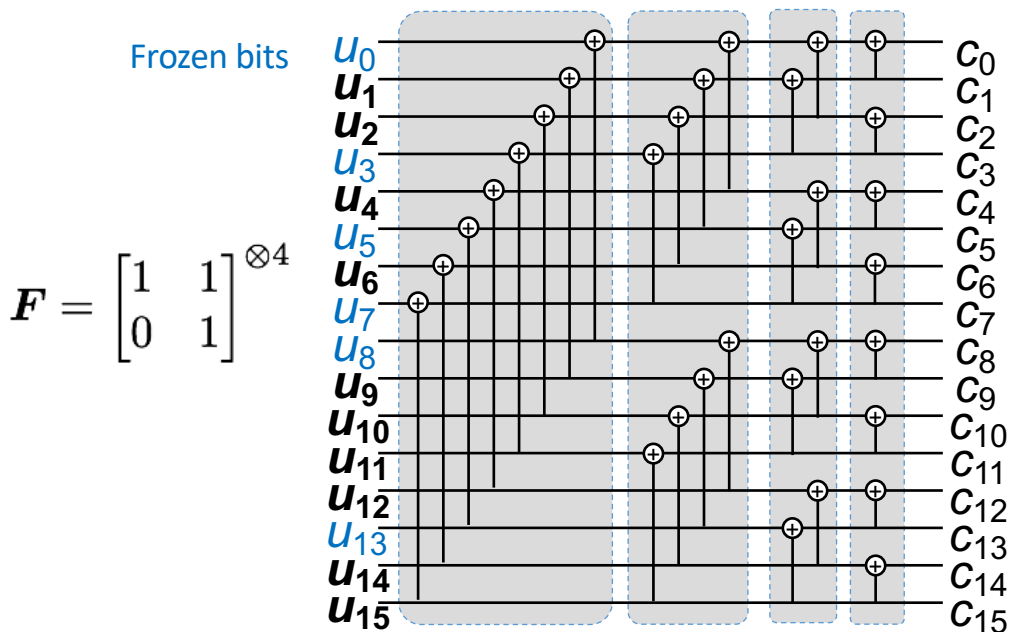 Frozen bits
u₀
u₁
u₂
u₃
u₄
u₅
u₆
u₇
u₈
u₉
u₁₀
u₁₁
u₁₂
u₁₃
u₁₄
u₁₅
F = [1 1
0 1]⊗4
c₀
c₁
c₂
c₃
c₄
c₅
c₆
c₇
c₈
c₉
c₁₀
c₁₁
c₁₂
c₁₃
c₁₄
c₁₅